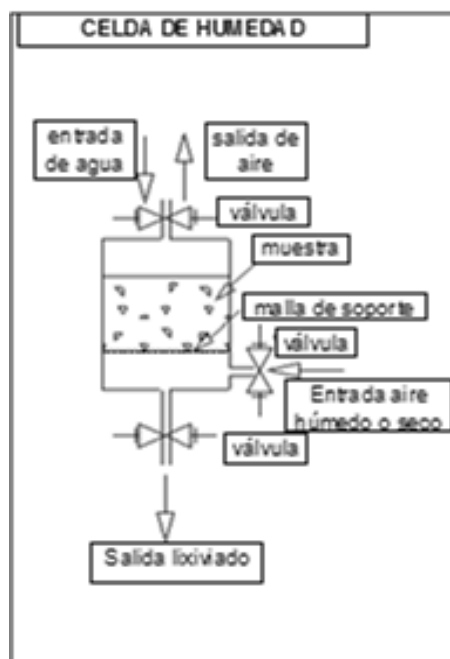 CELDA DE HUMEDAD
entrada
de agua
salida de
aire
válvula
muestra
malla de soporte
válvula
Entrada aire
húmedo o seco
válvula
Salida lixiviado